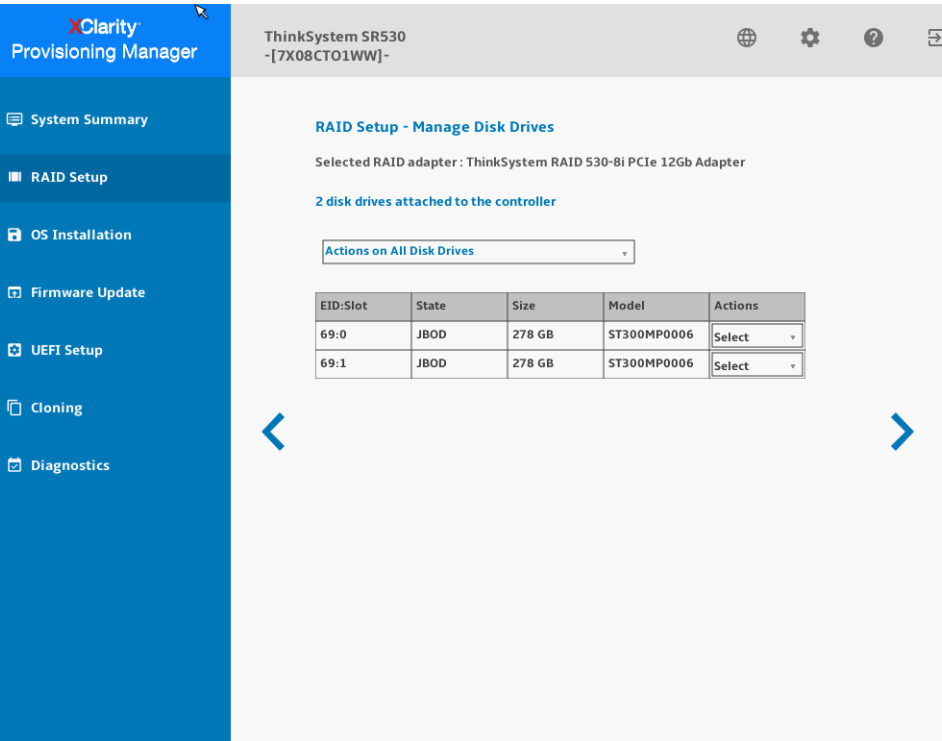 XClarity
Provisioning Manager
ThinkSystem SR530
-[7X08CTO1WW]-
System Summary
RAID Setup
OS Installation
Firmware Update
UEFI Setup
Cloning
Diagnostics
RAID Setup - Manage Disk Drives
Selected RAID adapter : ThinkSystem RAID 530-8i PCIe 12Gb Adapter
2 disk drives attached to the controller
Actions on All Disk Drives
EID:Slot State Size Model Actions
69:0 JBOD 278 GB ST300MP0006 Select
69:1 JBOD 278 GB ST300MP0006 Select